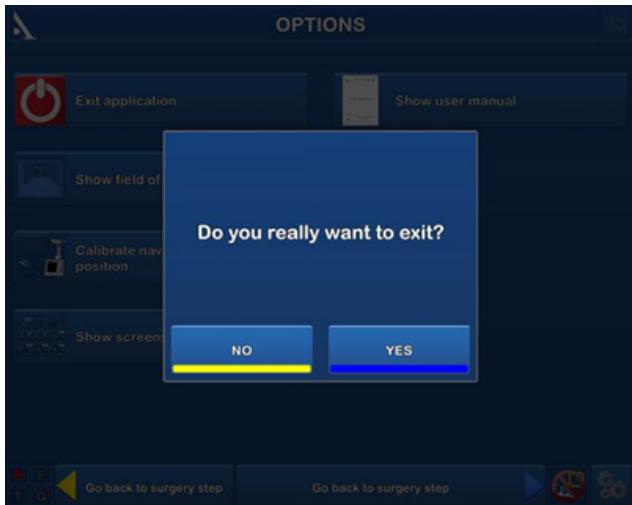 OPTIONS
Exit application
Show user manual
Show field of
Calibrate nav
position
Show screens
Do you really want to exit?
NO
YES
P F
T G
Go back to surgery step
Go back to surgery step